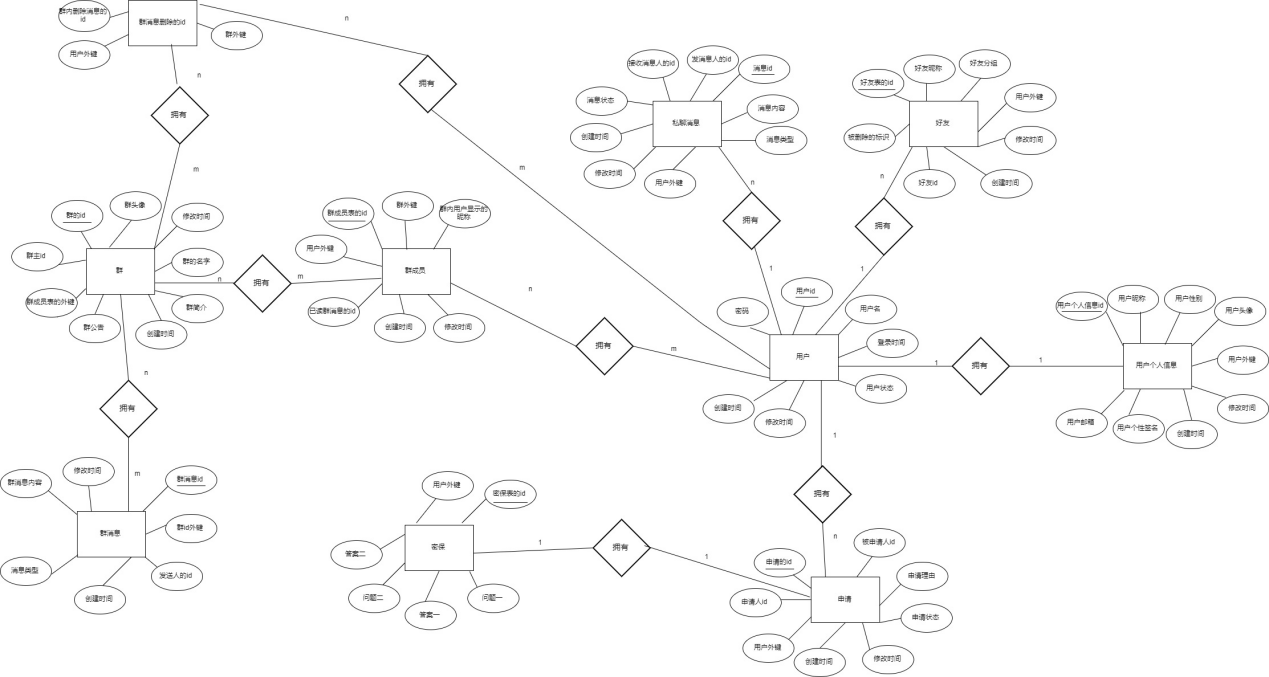 群内删除消息的
id
群消息删除的id
用户外键
群外键
n
n
拥有
拥有
m
m
接收消息人的id
发消息人的id
消息id
消息状态
私聊消息
消息内容
创建时间
消息类型
修改时间
用户外键
好友表的id
好友昵称
好友分组
用户外键
好友
被删除的标识
修改时间
好友id
创建时间
n
n
拥有
拥有
1
1
群的id
群头像
修改时间
群主id
群
群的名字
群成员表的外键
群简介
群公告
创建时间
n
拥有
m
群成员表的id
群外键
群内用户显示的
昵称
用户外键
群成员
已读群消息的id
创建时间
修改时间
n
拥有
m
用户id
密码
用户名
用户
登录时间
用户状态
创建时间
修改时间
1
拥有
1
用户个人信息id
用户昵称
用户性别
用户头像
用户个人信息
用户外键
修改时间
用户邮箱
用户个性签名
创建时间
n
拥有
m
群消息内容
修改时间
群消息id
群消息
群id外键
消息类型
发送人的id
创建时间
用户外键
密保表的id
密保
答案二
问题二
答案一
问题一
1
拥有
1
1
拥有
n
申请的id
被申请人id
申请理由
申请人id
申请
申请状态
用户外键
创建时间
修改时间